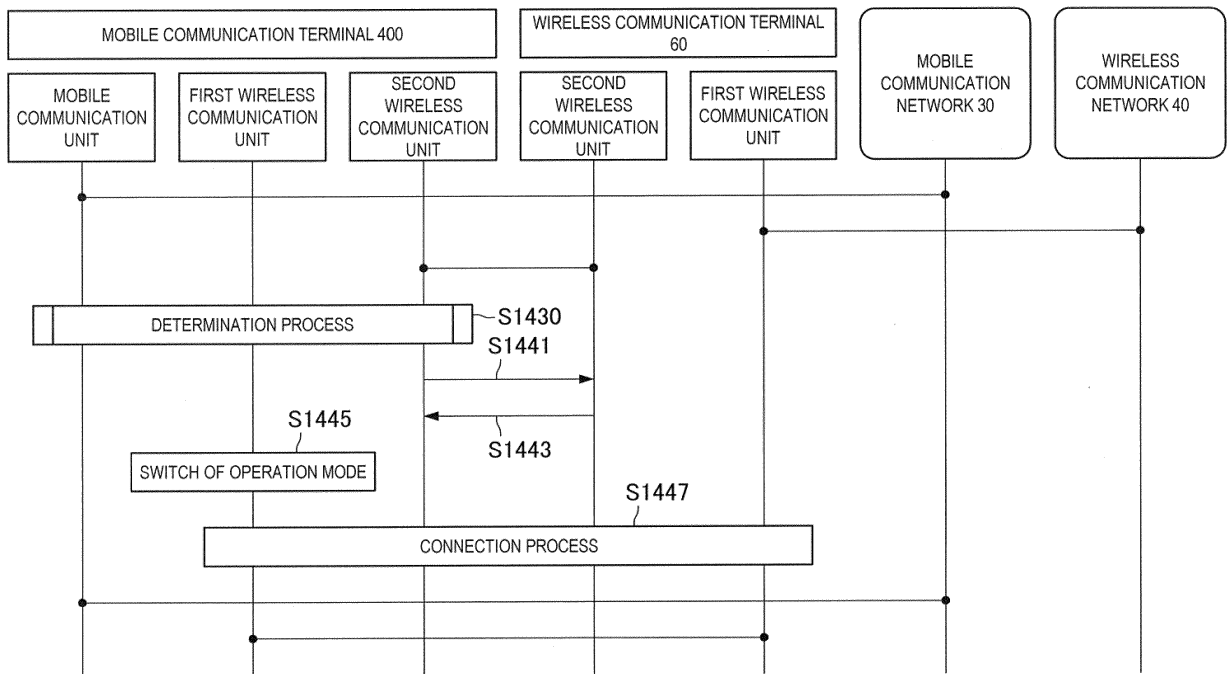 MOBILE COMMUNICATION TERMINAL 400
WIRELESS COMMUNICATION TERMINAL
60
MOBILE
COMMUNICATION
NETWORK 30
WIRELESS
COMMUNICATION
NETWORK 40
MOBILE
COMMUNICATION
UNIT
FIRST WIRELESS
COMMUNICATION
UNIT
SECOND
WIRELESS
COMMUNICATION
UNIT
SECOND
WIRELESS
COMMUNICATION
UNIT
FIRST WIRELESS
COMMUNICATION
UNIT
DETERMINATION PROCESS
S1430
S1441
S1443
S1445
SWITCH OF OPERATION MODE
S1447
CONNECTION PROCESS